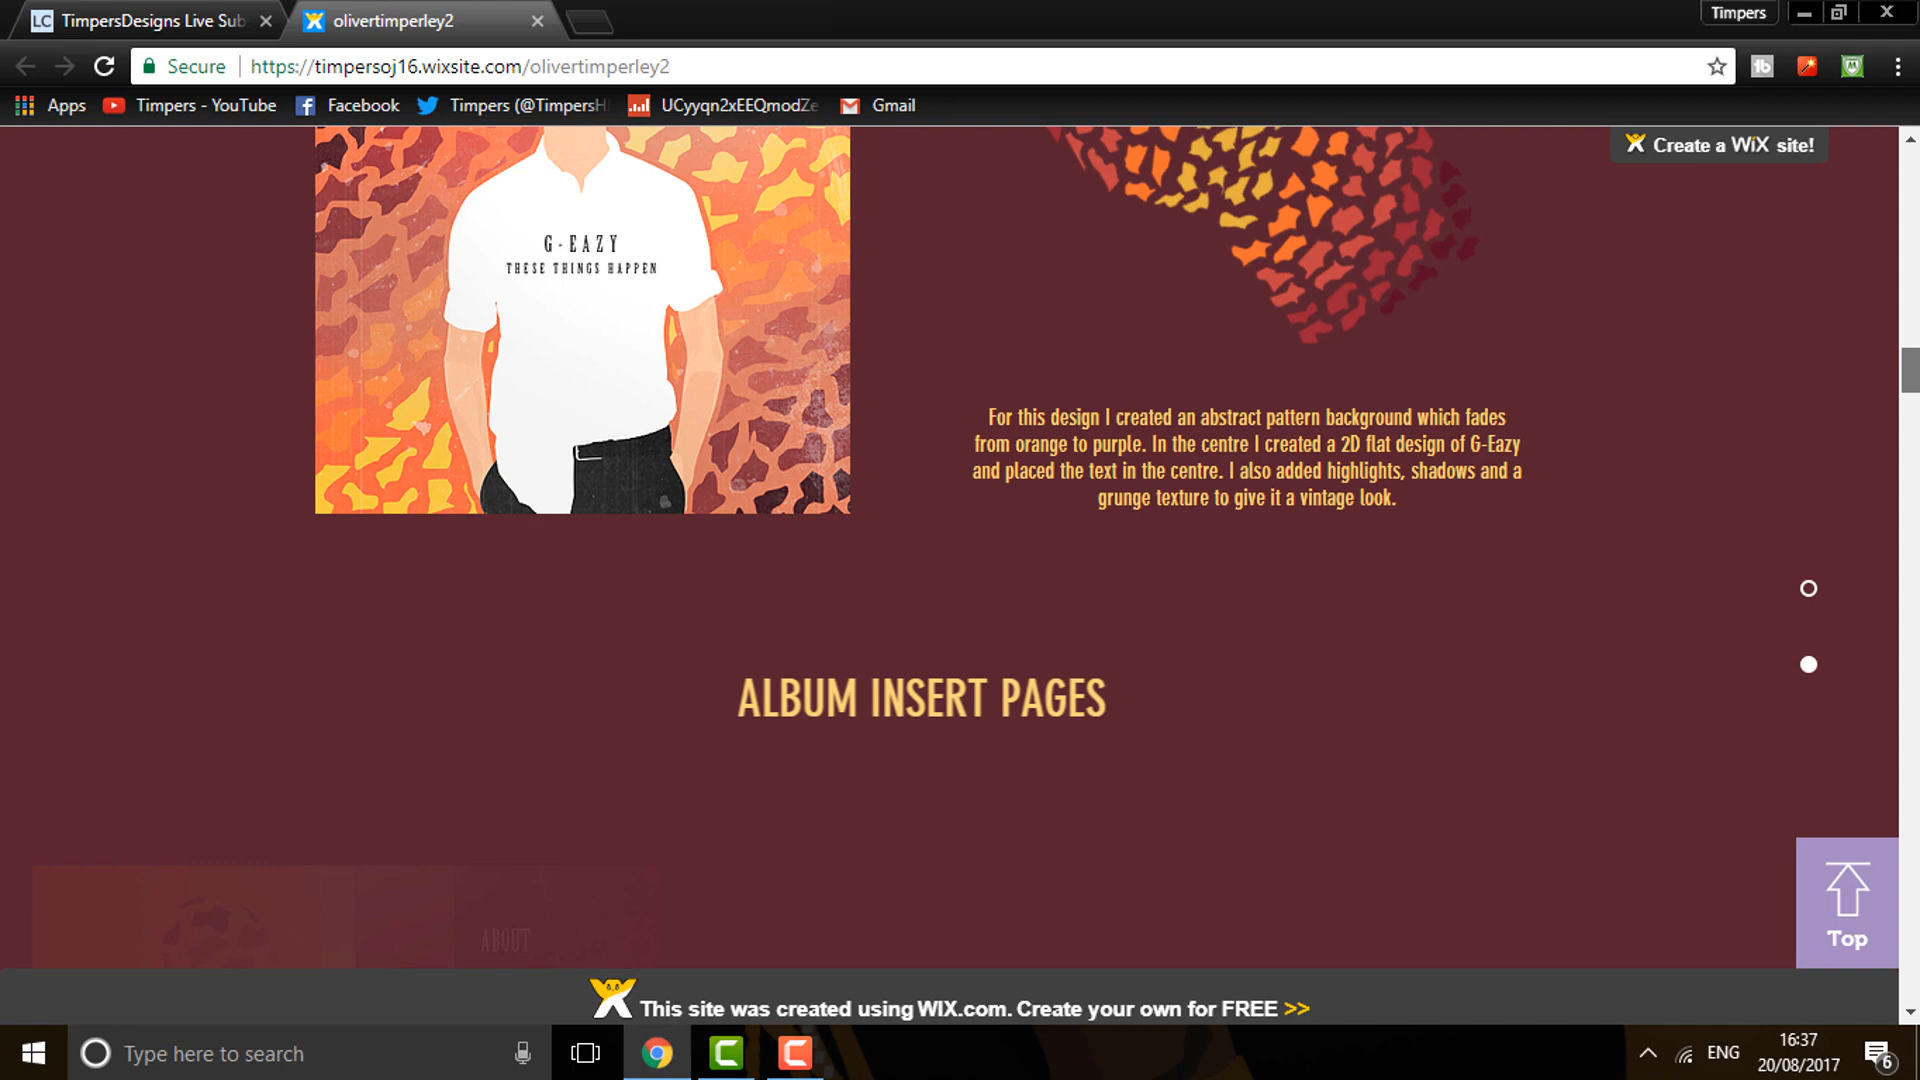 LC TimpersDesigns Live Sub
olivertimperley2
Timpers
Secure https://timpersoj16.wixsite.com/olivertimperley2
Apps Timpers - YouTube Facebook Timpers (@TimpersH UCyyqn2xEEQmodZe Gmail
Create a WiX site!
G-EAZY
THESE THINGS HAPPEN
For this design I created an abstract pattern background which fades
from orange to purple. In the centre I created a 2D flat design of G-Eazy
and placed the text in the centre. I also added highlights, shadows and a
grunge texture to give it a vintage look.
ALBUM INSERT PAGES
ABOUT
Top
This site was created using WIX.com. Create your own for FREE >>
Type here to search
ENG
16:37
20/08/2017
6